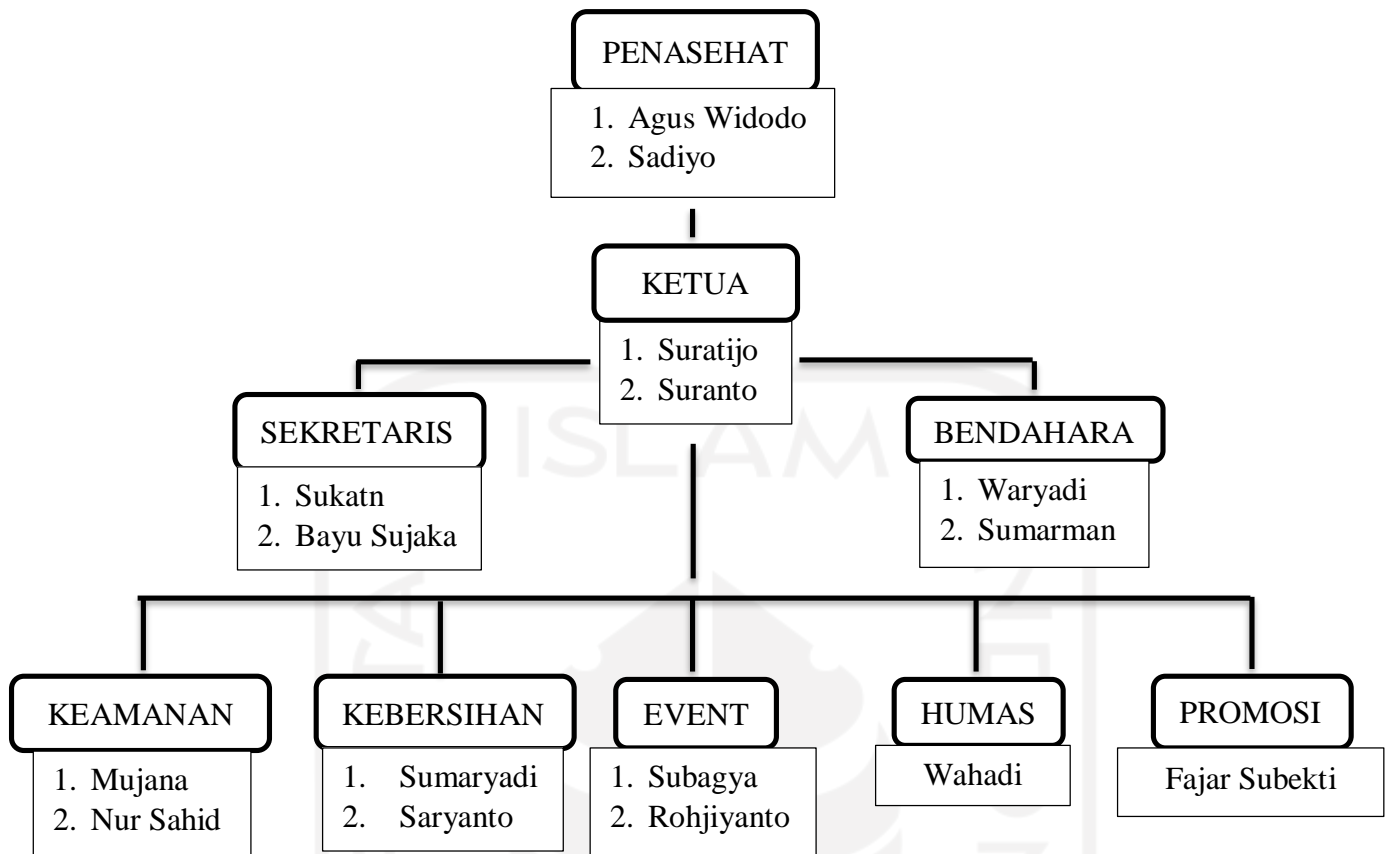 PENASEHAT
1. Agus Widodo
2. Sadiyo
KETUA
1. Suratijo
2. Suranto
SEKRETARIS
1. Sukatn
2. Bayu Sujaka
BENDAHARA
1. Waryadi
2. Sumarman
ISLAM
KEAMANAN
1. Mujana
2. Nur Sahid
KEBERSIHAN
1. Sumaryadi
2. Saryanto
EVENT
1. Subagya
2. Rohjiyanto
HUMAS
Wahadi
PROMOSI
Fajar Subekti